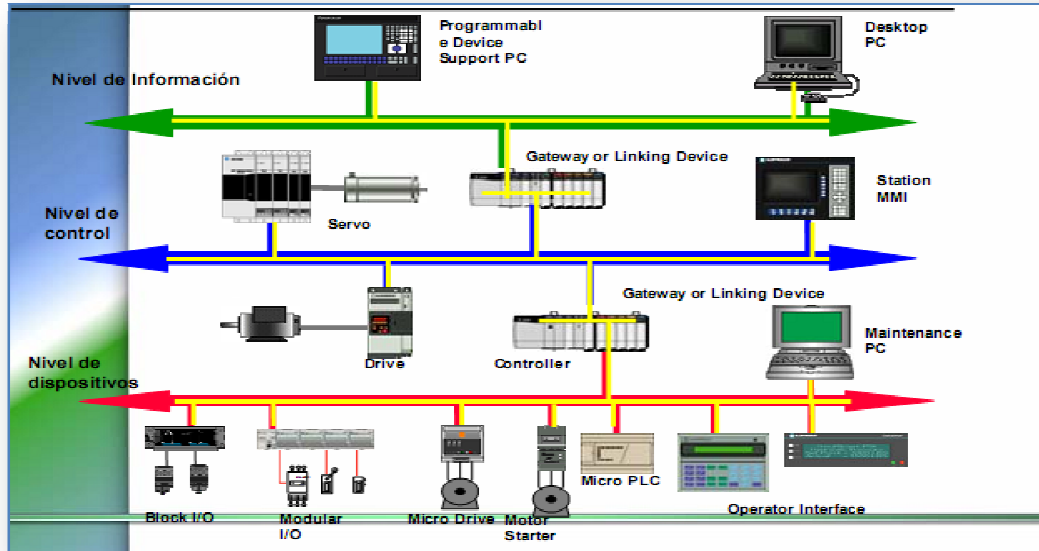 Programmabl
e Device
Support PC
Desktop
PC
Nivel de Información
Gateway or Linking Device
Station
MMI
Servo
Nivel de
control
Gateway or Linking Device
Maintenance
PC
Drive
Controller
Nivel de
dispositivos
Micro PLC
Operator Interface
Block I/O
Modular
I/O
Micro Drive
Motor
Starter